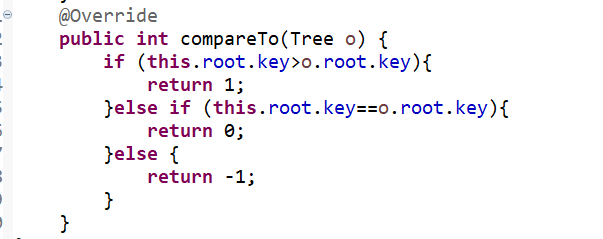 @Override
public int compareTo(Tree o) {
if (this.root.key>o.root.key){
return 1;
}else if (this.root.key==o.root.key){
return 0;
}else {
return -1;
}
}